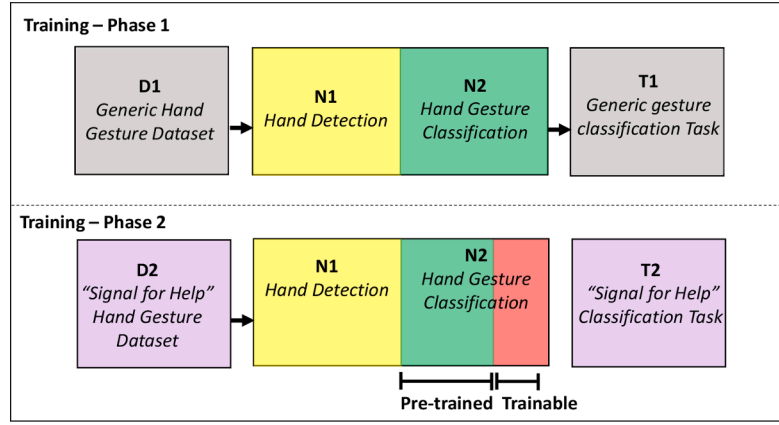 Training – Phase 1
D1
Generic Hand
Gesture Dataset
N1
Hand Detection
N2
Hand Gesture
Classification
T1
Generic gesture
classification Task
Training – Phase 2
D2
“Signal for Help”
Hand Gesture
Dataset
N1
Hand Detection
N2
Hand Gesture
Classification
T2
“Signal for Help”
Classification Task
Pre-trained
Trainable